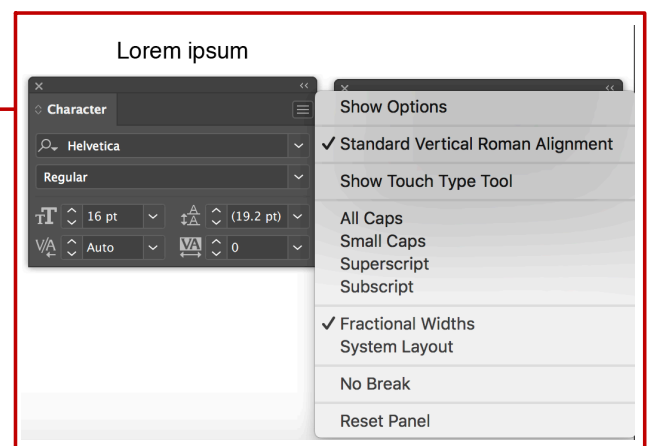 Lorem ipsum
Character
Helvetica
Regular
16 pt
(19.2 pt)
Auto
0
Show Options
✓ Standard Vertical Roman Alignment
Show Touch Type Tool
All Caps
Small Caps
Superscript
Subscript
✓ Fractional Widths
System Layout
No Break
Reset Panel